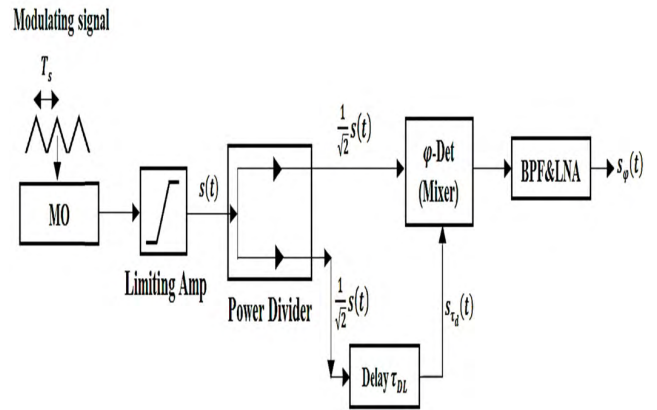 Modulating signal
T_s
MO
Limiting Amp
s(t)
Power Divider
1/√2 s(t)
1/√2 s(t)
Delay τ_DL
s_τd(t)
φ-Det
(Mixer)
BPF&LNA
s_φ(t)